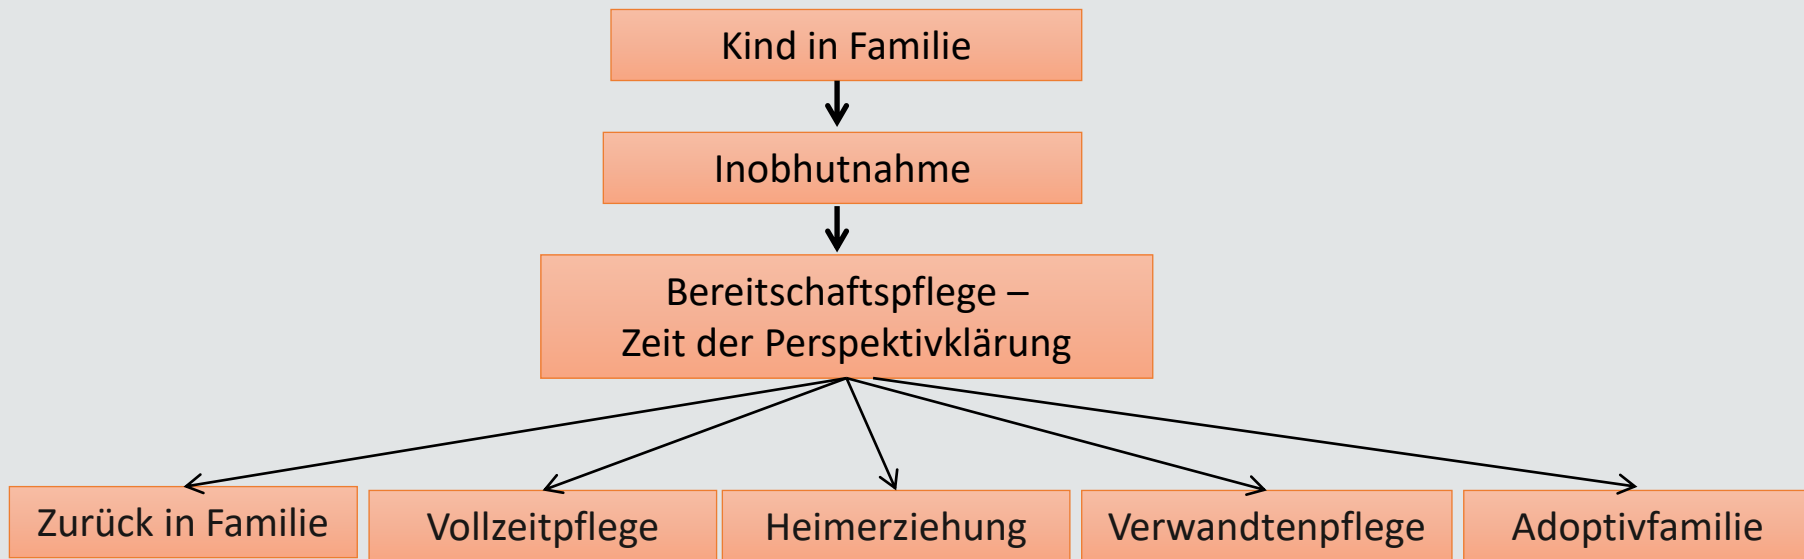 Kind in Familie
Inobhutnahme
Bereitschaftspflege –
Zeit der Perspektivklärung
Zurück in Familie
Vollzeitpflege
Heimerziehung
Verwandtenpflege
Adoptivfamilie